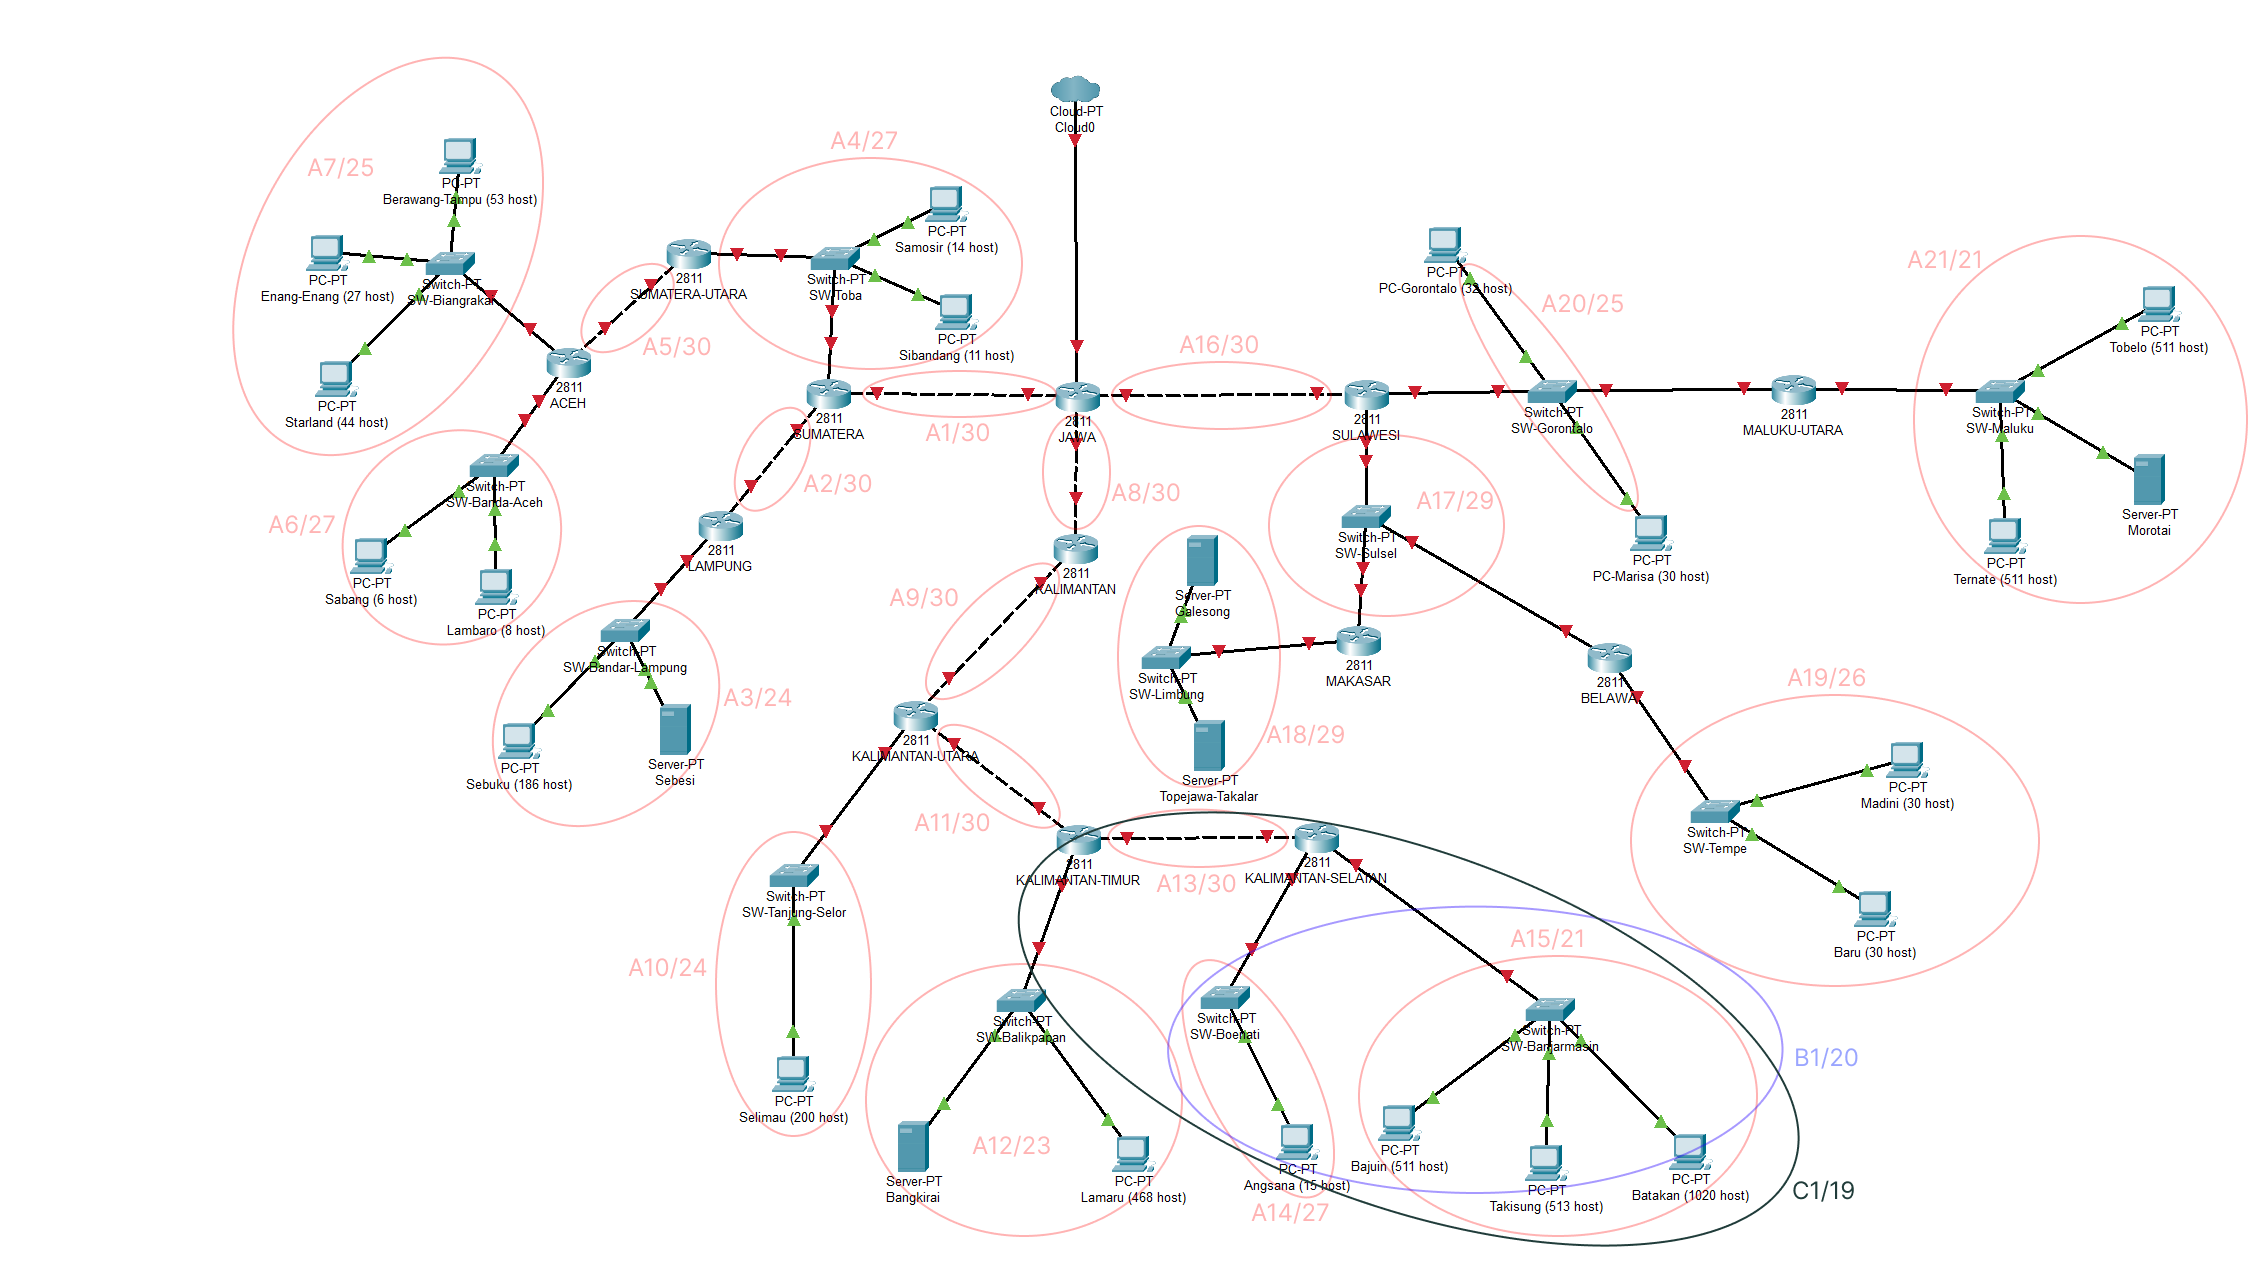 Cloud-PT
Cloud0
A4/27
A7/25
PC-PT
Berawang-Tampu (53 host)
PC-PT
Samosir (14 host)
PC-PT
Enang-Enang (27 host)
Switch-PT
SW-Biangrakai
2811
SUMATERA-UTARA
Switch-PT
SW-Toba
PC-PT
Sibandang (11 host)
A5/30
PC-PT
Starland (44 host)
2811
ACEH
2811
SUMATERA
A1/30
2811
JAWA
A16/30
2811
SULAWESI
PC-PT
PC-Gorontalo (32 host)
A20/25
Switch-PT
SW-Gorontalo
2811
MALUKU-UTARA
A21/21
PC-PT
Tobelo (511 host)
Switch-PT
SW-Maluku
Server-PT
Morotai
PC-PT
Ternate (511 host)
PC-PT
PC-Marisa (30 host)
A2/30
A8/30
A17/29
Switch-PT
SW-Sulsel
A6/27
Switch-PT
SW-Banda-Aceh
PC-PT
Sabang (6 host)
PC-PT
Lambaro (8 host)
2811
LAMPUNG
2811
KALIMANTAN
A9/30
Server-PT
Galesong
Switch-PT
SW-Limbung
2811
MAKASAR
2811
BELAWA
A19/26
Switch-PT
SW-Bandar-Lampung
A3/24
PC-PT
Sebuku (186 host)
Server-PT
Sebesi
2811
KALIMANTAN-UTARA
A18/29
Server-PT
Topejawa-Takalar
PC-PT
Madini (30 host)
Switch-PT
SW-Tempe
PC-PT
Baru (30 host)
A11/30
2811
KALIMANTAN-TIMUR
A13/30
2811
KALIMANTAN-SELATAN
Switch-PT
SW-Tanjung-Selor
A10/24
A15/21
Switch-PT
SW-Balikpapan
Switch-PT
SW-Boenati
Switch-PT
SW-Banjarmasin
B1/20
PC-PT
Selimau (200 host)
A12/23
Server-PT
Bangkirai
PC-PT
Lamaru (468 host)
PC-PT
Angsana (15 host)
A14/27
PC-PT
Bajuin (511 host)
PC-PT
Takisung (513 host)
PC-PT
Batakan (1020 host)
C1/19